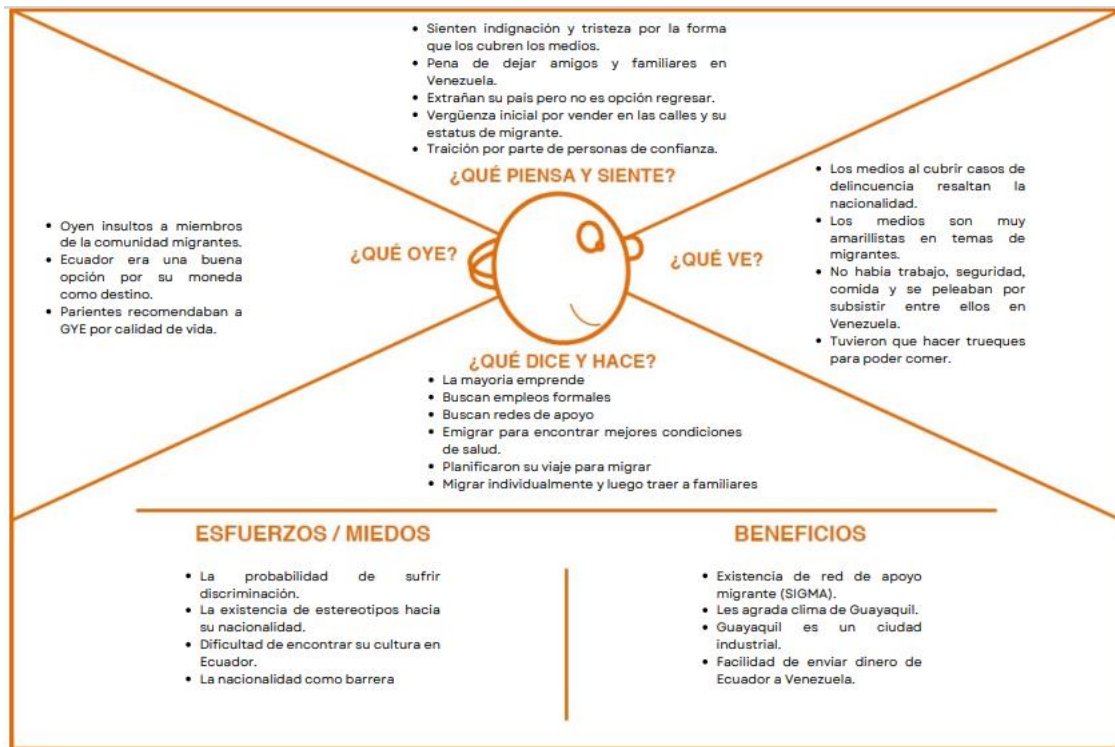 • Sienten indignación y tristeza por la forma
que los cubren los medios.
• Pena de dejar amigos y familiares en
Venezuela.
• Extrañan su país pero no es opción regresar.
• Vergüenza inicial por vender en las calles y su
estatus de migrante.
• Traición por parte de personas de confianza.
¿QUÉ PIENSA Y SIENTE?
• Oyen insultos a miembros
de la comunidad migrantes.
• Ecuador era una buena
opción por su moneda
como destino.
• Parientes recomendaban a
GYE por calidad de vida.
¿QUÉ OYE?
¿QUÉ VE?
• Los medios al cubrir casos de
delincuencia resaltan la
nacionalidad.
• Los medios son muy
amarillistas en temas de
migrantes.
• No había trabajo, seguridad,
comida y se peleaban por
subsistir entre ellos en
Venezuela.
• Tuvieron que hacer trueques
para poder comer.
¿QUÉ DICE Y HACE?
• La mayoria emprende
• Buscan empleos formales
• Buscan redes de apoyo
• Emigrar para encontrar mejores condiciones
de salud.
• Planificaron su viaje para migrar
• Migrar individualmente y luego traer a familiares
ESFUERZOS / MIEDOS
• La probabilidad de sufrir
discriminación.
• La existencia de estereotipos hacia
su nacionalidad.
• Dificultad de encontrar su cultura en
Ecuador.
• La nacionalidad como barrera
BENEFICIOS
• Existencia de red de apoyo
migrante (SIGMA).
• Les agrada clima de Guayaquil.
• Guayaquil es un ciudad
industrial.
• Facilidad de enviar dinero de
Ecuador a Venezuela.